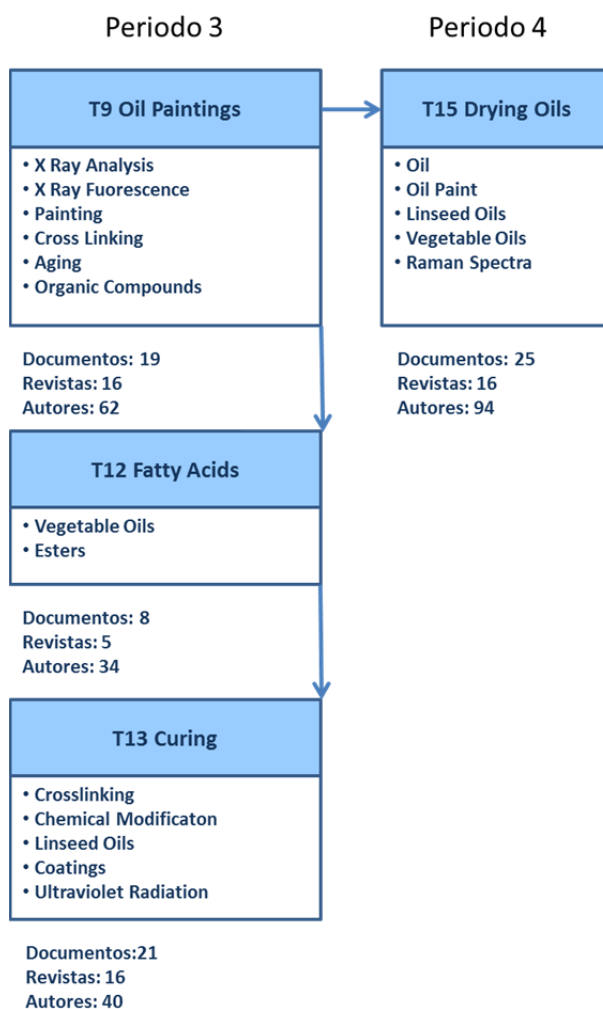 Periodo 3
T9 Oil Paintings
• X Ray Analysis
• X Ray Fuorescence
• Painting
• Cross Linking
• Aging
• Organic Compounds
Documentos: 19
Revistas: 16
Autores: 62
T12 Fatty Acids
• Vegetable Oils
• Esters
Documentos: 8
Revistas: 5
Autores: 34
T13 Curing
• Crosslinking
• Chemical Modificaton
• Linseed Oils
• Coatings
• Ultraviolet Radiation
Documentos:21
Revistas: 16
Autores: 40
Periodo 4
T15 Drying Oils
• Oil
• Oil Paint
• Linseed Oils
• Vegetable Oils
• Raman Spectra
Documentos: 25
Revistas: 16
Autores: 94